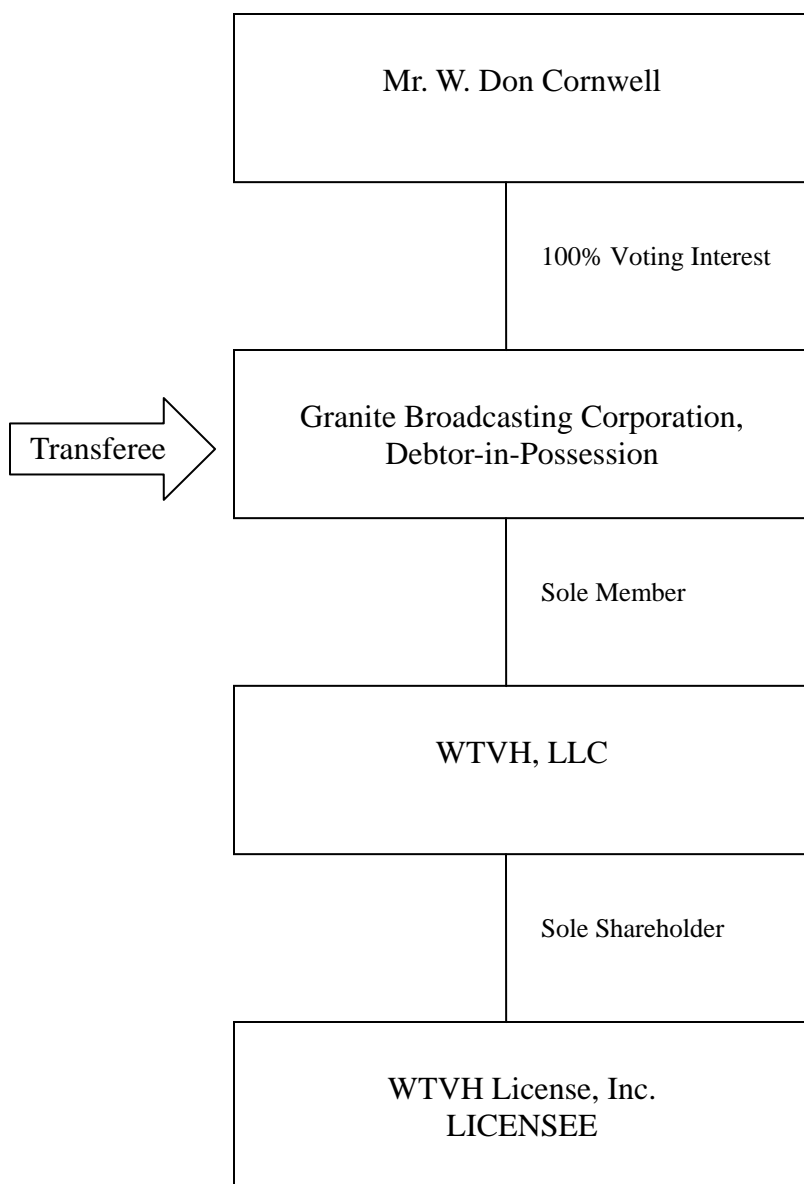 Mr. W. Don Cornwell
100% Voting Interest
Granite Broadcasting Corporation,
Debtor-in-Possession
Transferee
Sole Member
WTVH, LLC
Sole Shareholder
WTVH License, Inc.
LICENSEE